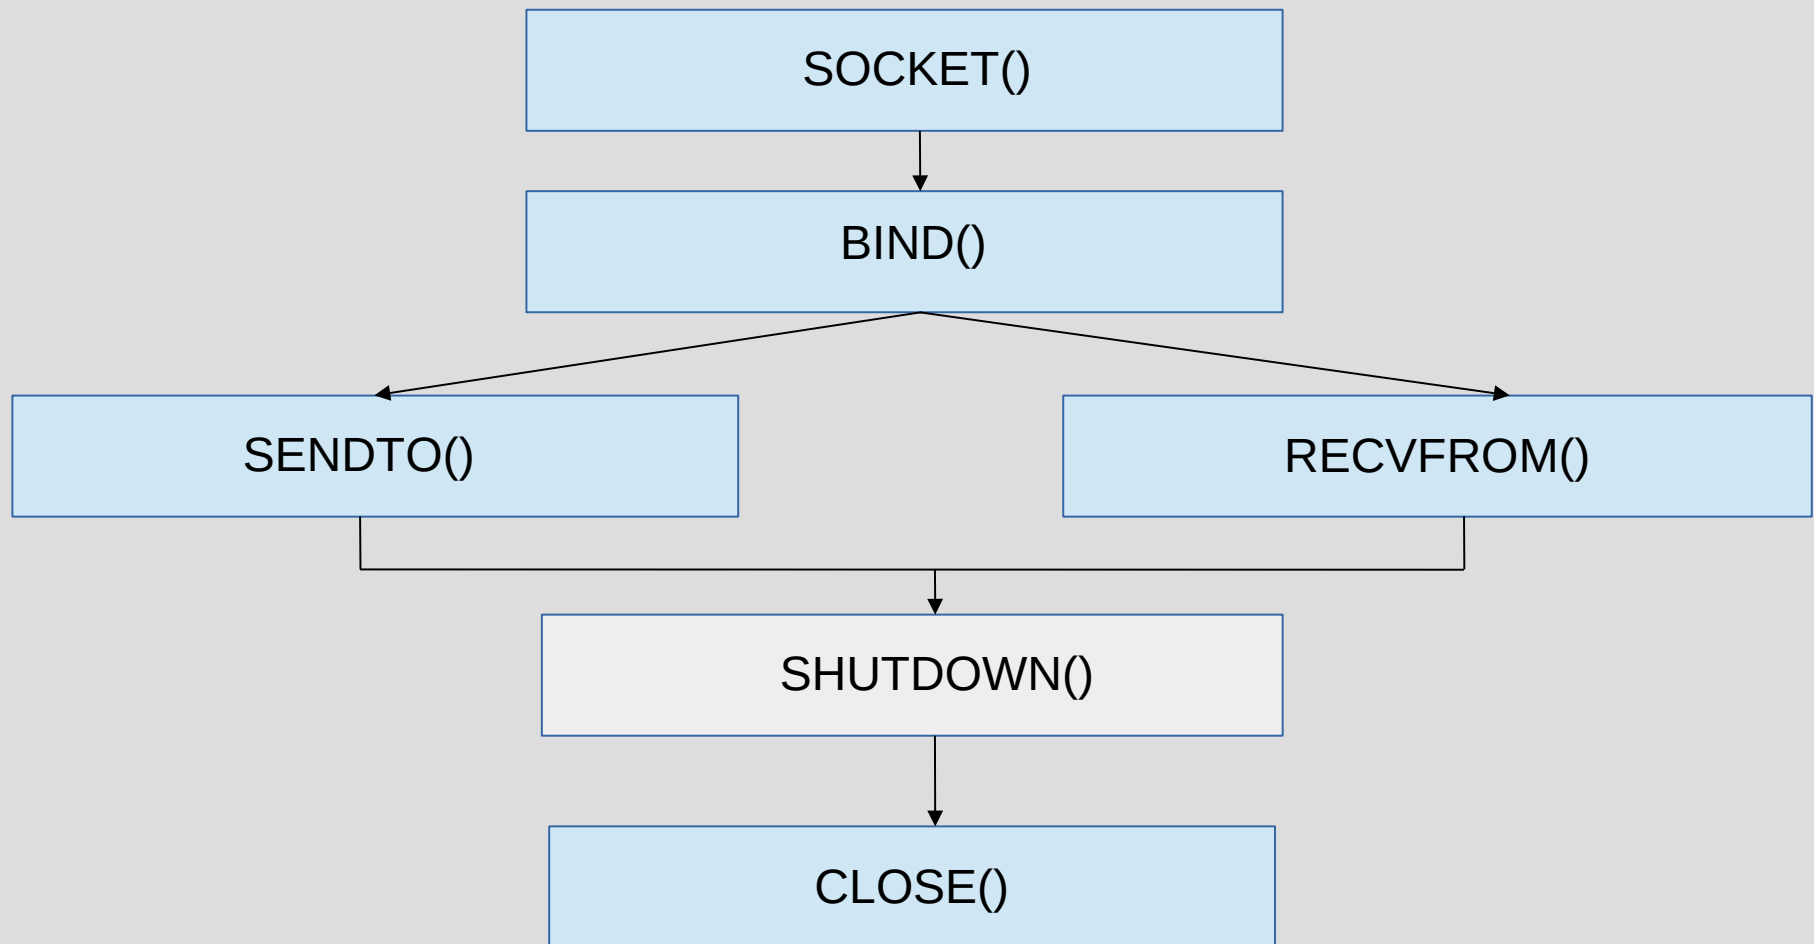 SOCKET()
BIND()
SENDTO()
RECVFROM()
SHUTDOWN()
CLOSE()